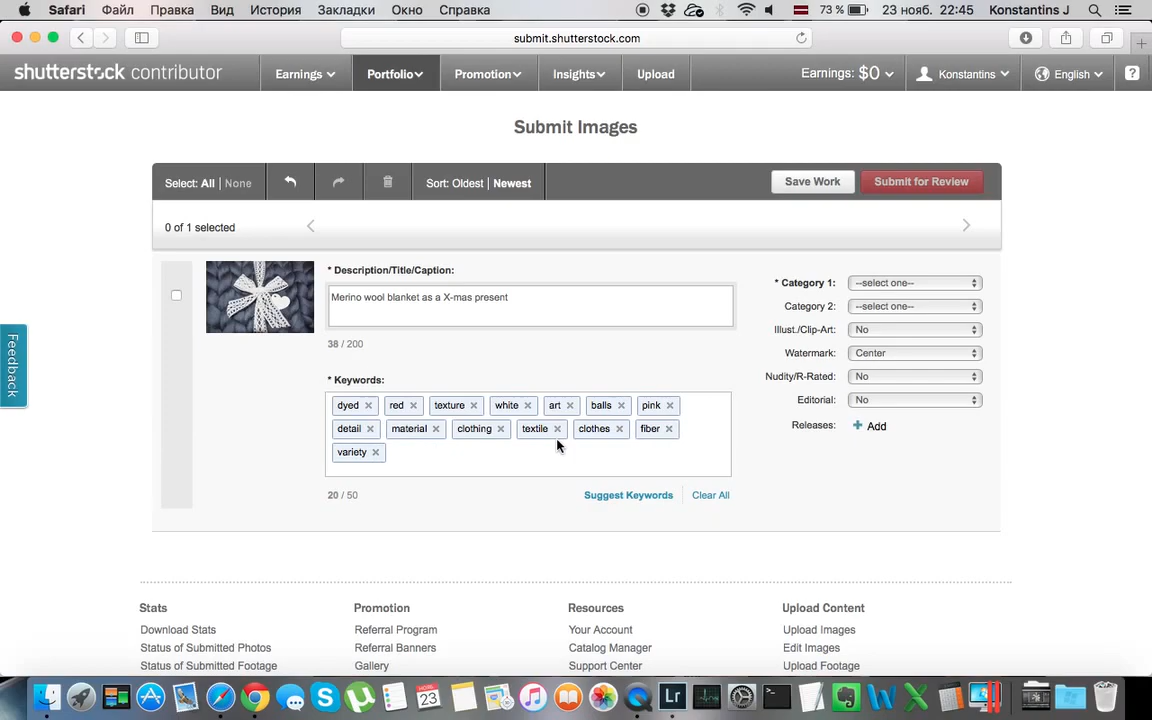 Safari Файл Правка Вид История Закладки Окно Справка 73 % 23 нояб. 22:45 Konstantins J
submit.shutterstock.com
shutterstock contributor Earnings Portfolio Promotion Insights Upload Earnings: $0 Konstantins English ?
Submit Images
Select: All | None Sort: Oldest | Newest Save Work Submit for Review
0 of 1 selected
* Description/Title/Caption:
Merino wool blanket as a X-mas present
38 / 200
* Keywords:
dyed red texture white art balls pink
detail material clothing textile clothes fiber
variety
20 / 50 Suggest Keywords Clear All
* Category 1: --select one--
Category 2: --select one--
Illust./Clip-Art: No
Watermark: Center
Nudity/R-Rated: No
Editorial: No
Releases: + Add
Feedback
Stats Promotion Resources Upload Content
Download Stats Referral Program Your Account Upload Images
Status of Submitted Photos Referral Banners Catalog Manager Edit Images
Status of Submitted Footage Gallery Support Center Upload Footage
23
Lr